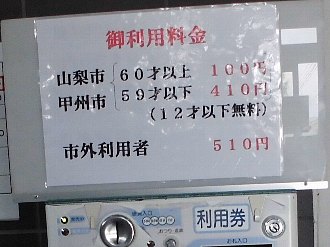 御利用料金
山梨市 60才以上 100円
甲州市 59才以下 410円
(12才以下無料)
市外利用者 510円
利用券